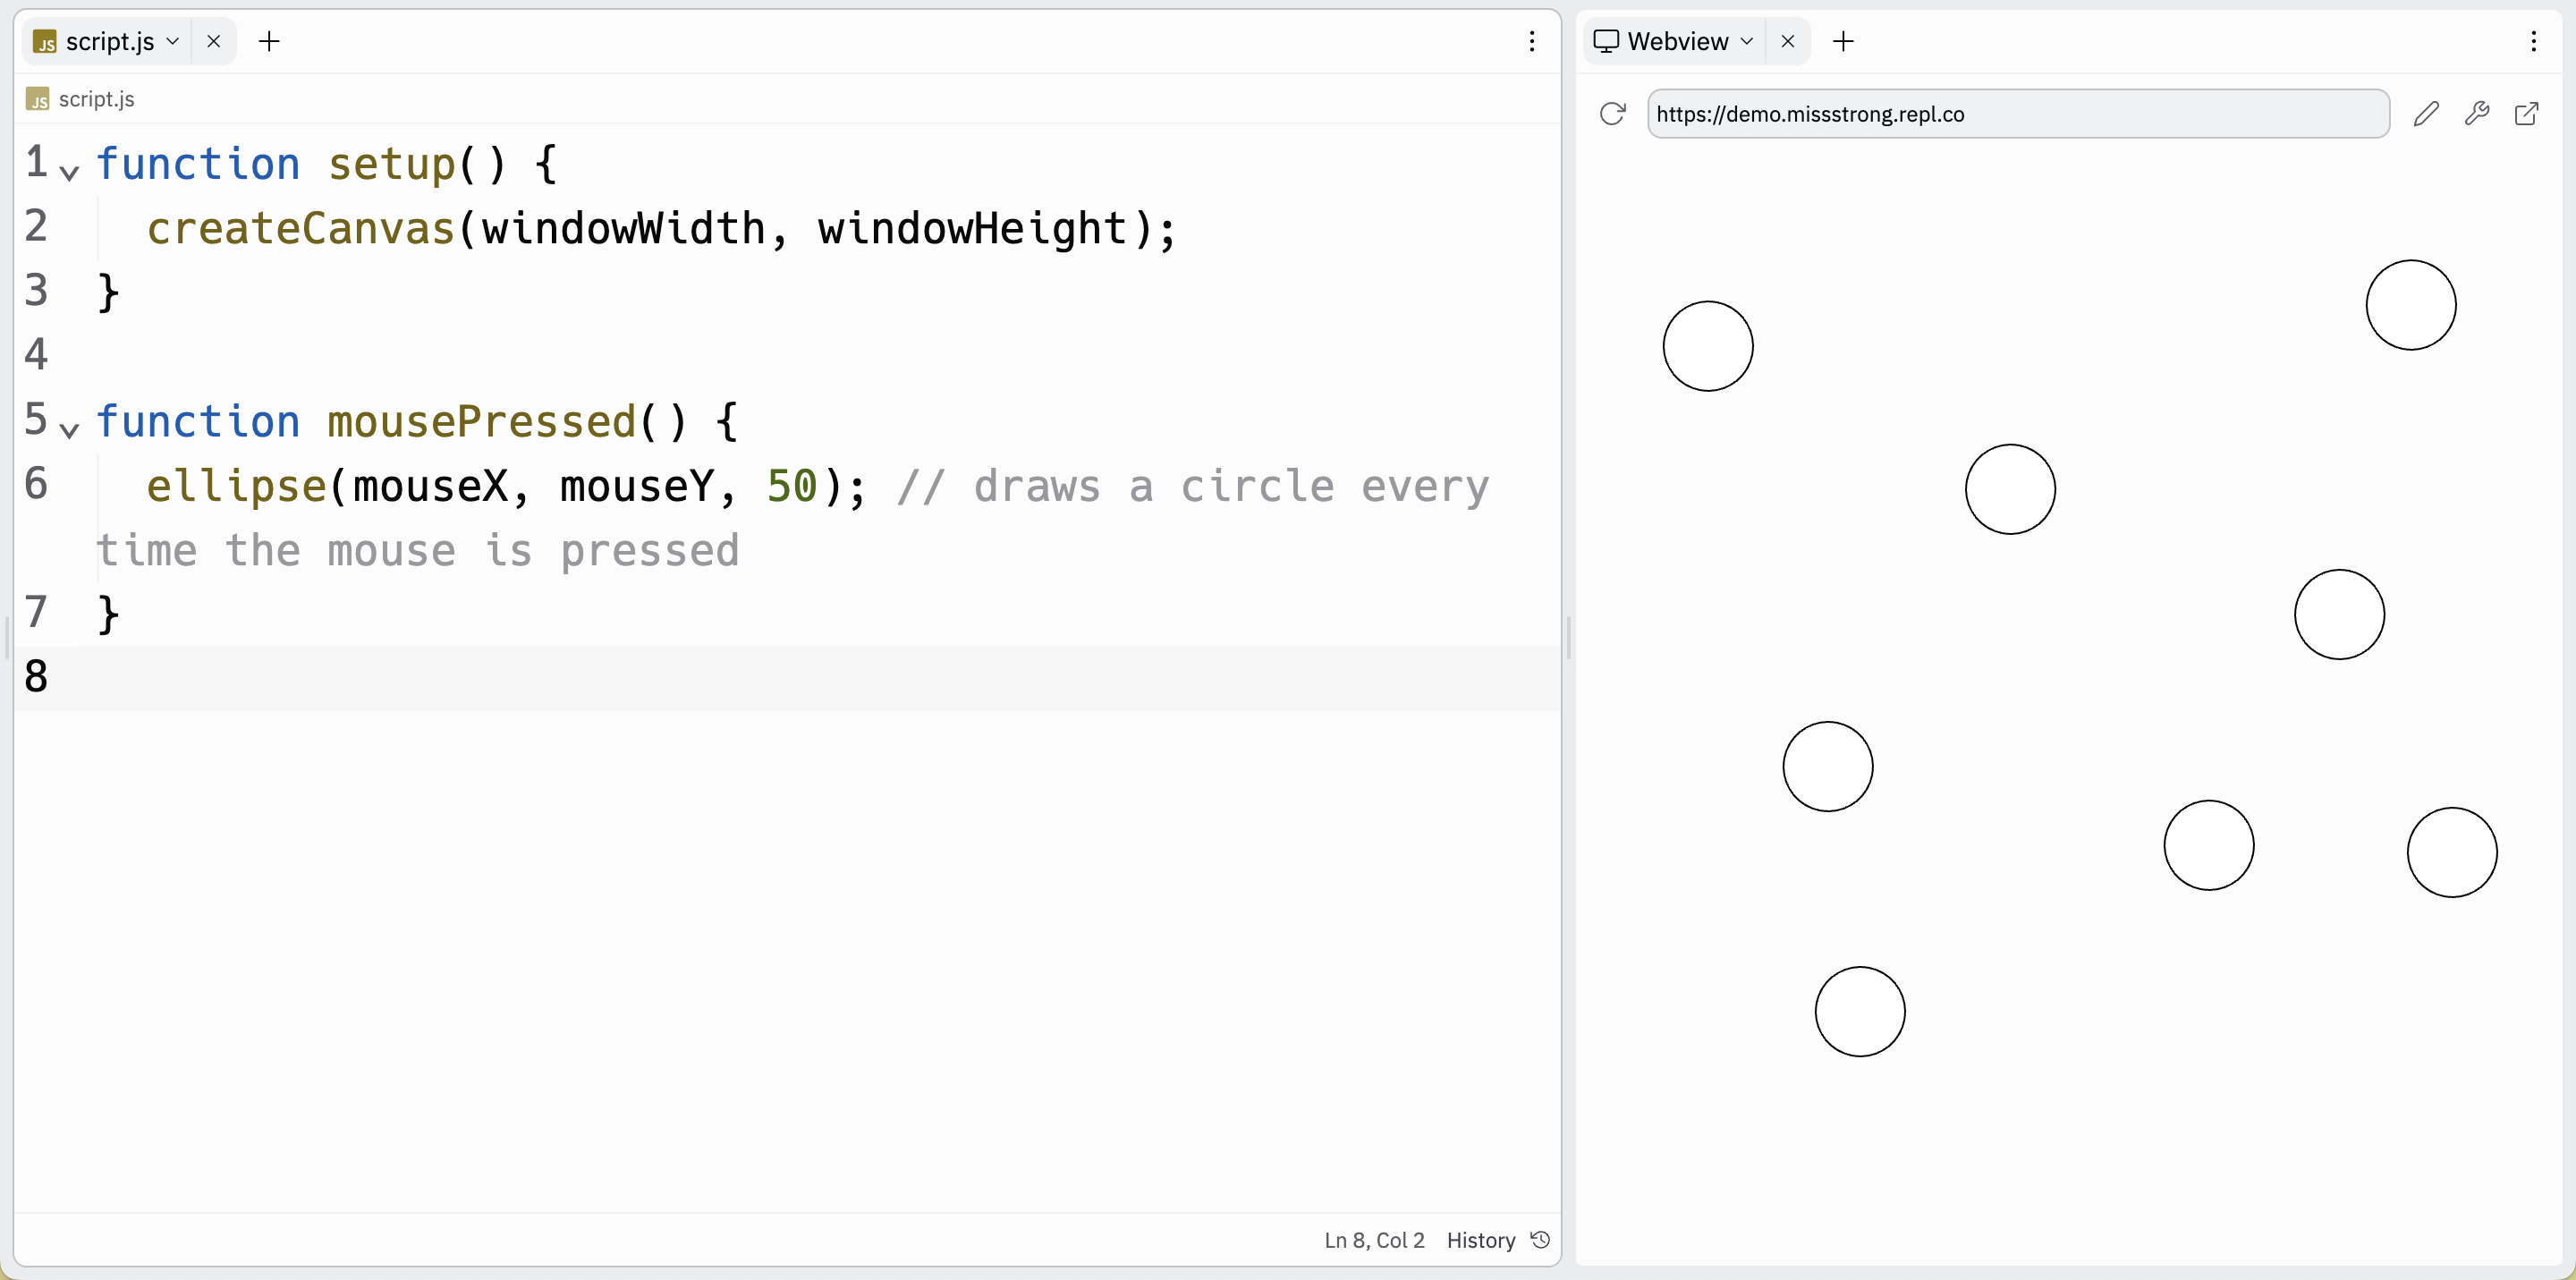 JS script.js
JS script.js
1 function setup() {
2 createCanvas(windowWidth, windowHeight);
3 }
4
5 function mousePressed() {
6 ellipse(mouseX, mouseY, 50); // draws a circle every
time the mouse is pressed
7 }
8
Ln 8, Col 2 History
Webview
https://demo.missstrong.repl.co